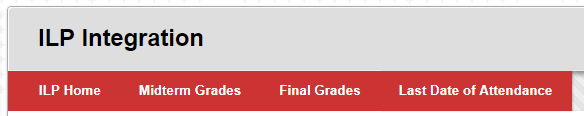 ILP Integration
ILP Home Midterm Grades Final Grades Last Date of Attendance